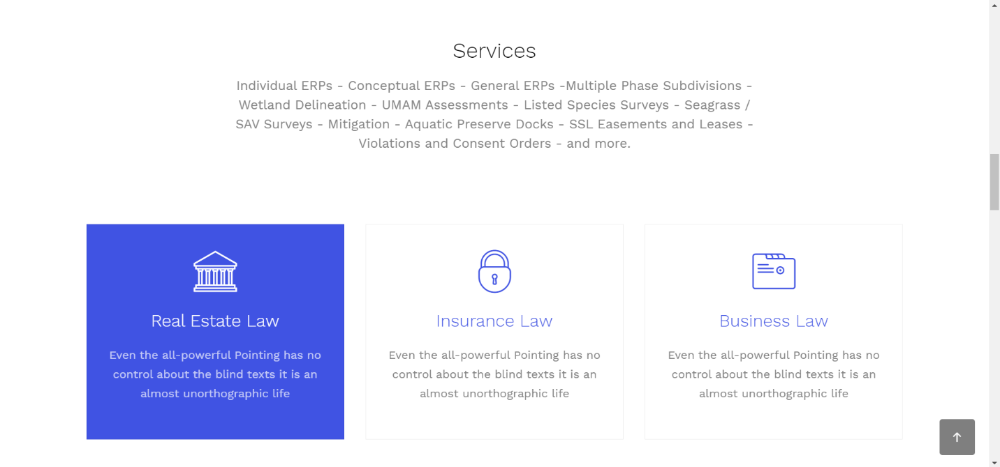 Services
Individual ERPs - Conceptual ERPs - General ERPs -Multiple Phase Subdivisions -
Wetland Delineation - UMAM Assessments - Listed Species Surveys - Seagrass /
SAV Surveys - Mitigation - Aquatic Preserve Docks - SSL Easements and Leases -
Violations and Consent Orders - and more.
Real Estate Law
Even the all-powerful Pointing has no
control about the blind texts it is an
almost unorthographic life
Insurance Law
Even the all-powerful Pointing has no
control about the blind texts it is an
almost unorthographic life
Business Law
Even the all-powerful Pointing has no
control about the blind texts it is an
almost unorthographic life